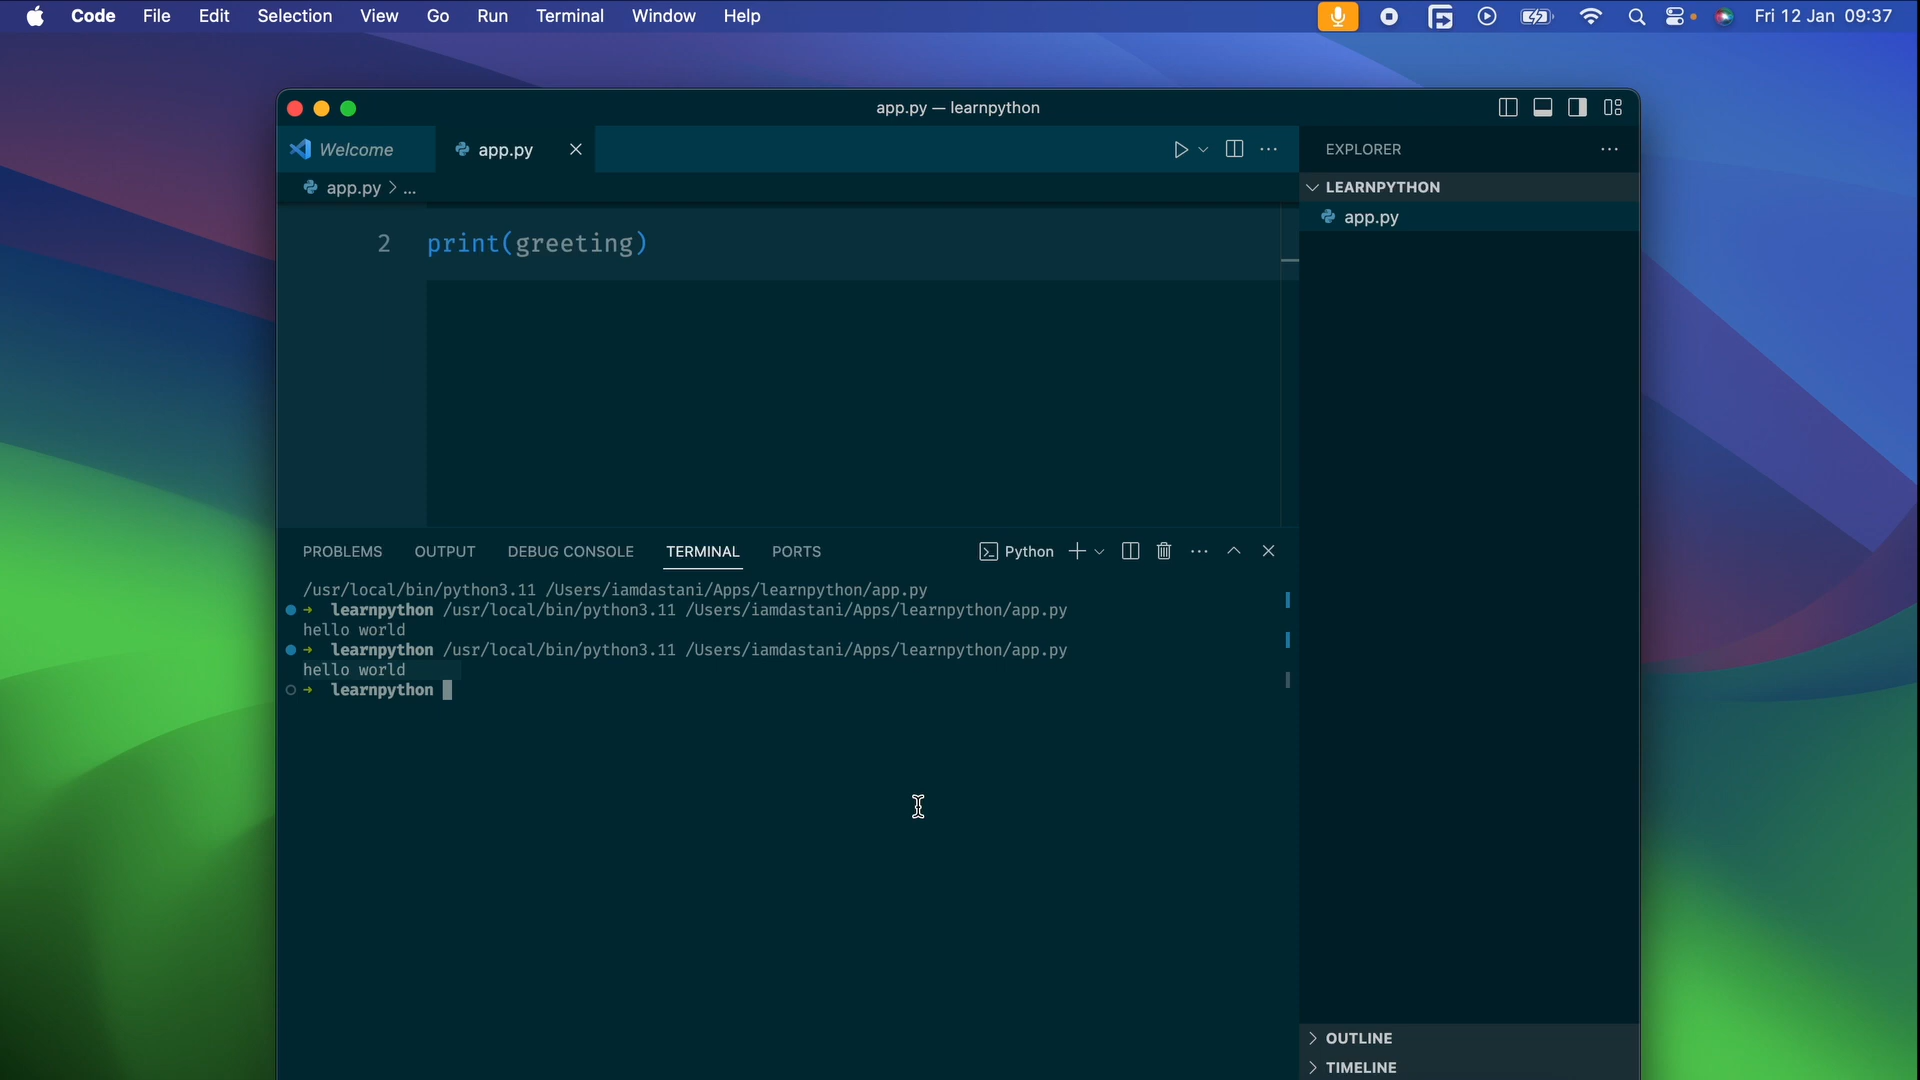 Code File Edit Selection View Go Run Terminal Window Help Fri 12 Jan 09:37
app.py — learnpython
Welcome app.py
EXPLORER
app.py > ...
LEARNPYTHON
app.py
2 print(greeting)
PROBLEMS OUTPUT DEBUG CONSOLE TERMINAL PORTS Python
/usr/local/bin/python3.11 /Users/iamdastani/Apps/learnpython/app.py
➜ learnpython /usr/local/bin/python3.11 /Users/iamdastani/Apps/learnpython/app.py
hello world
➜ learnpython /usr/local/bin/python3.11 /Users/iamdastani/Apps/learnpython/app.py
hello world
➜ learnpython
OUTLINE
TIMELINE